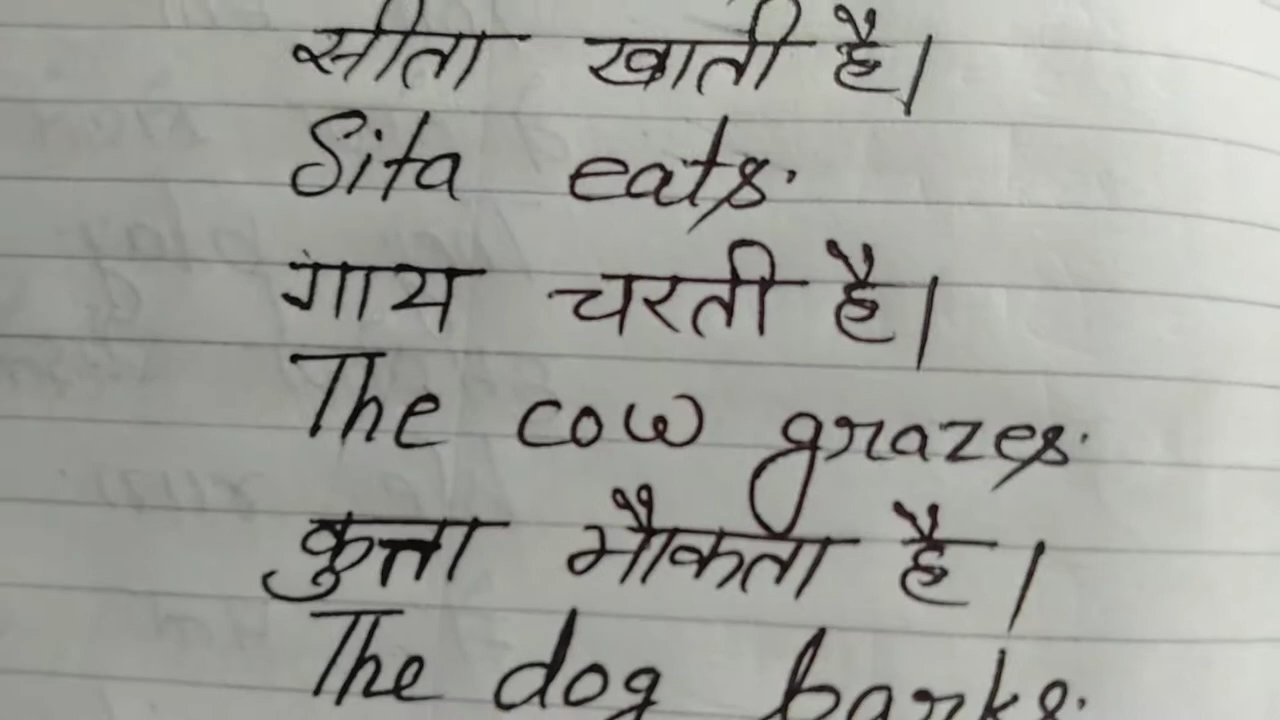 सीता खाती है।
Sita eats.
गाय चरती है।
The cow grazes.
कुत्ता भौकता है।
The dog barks.